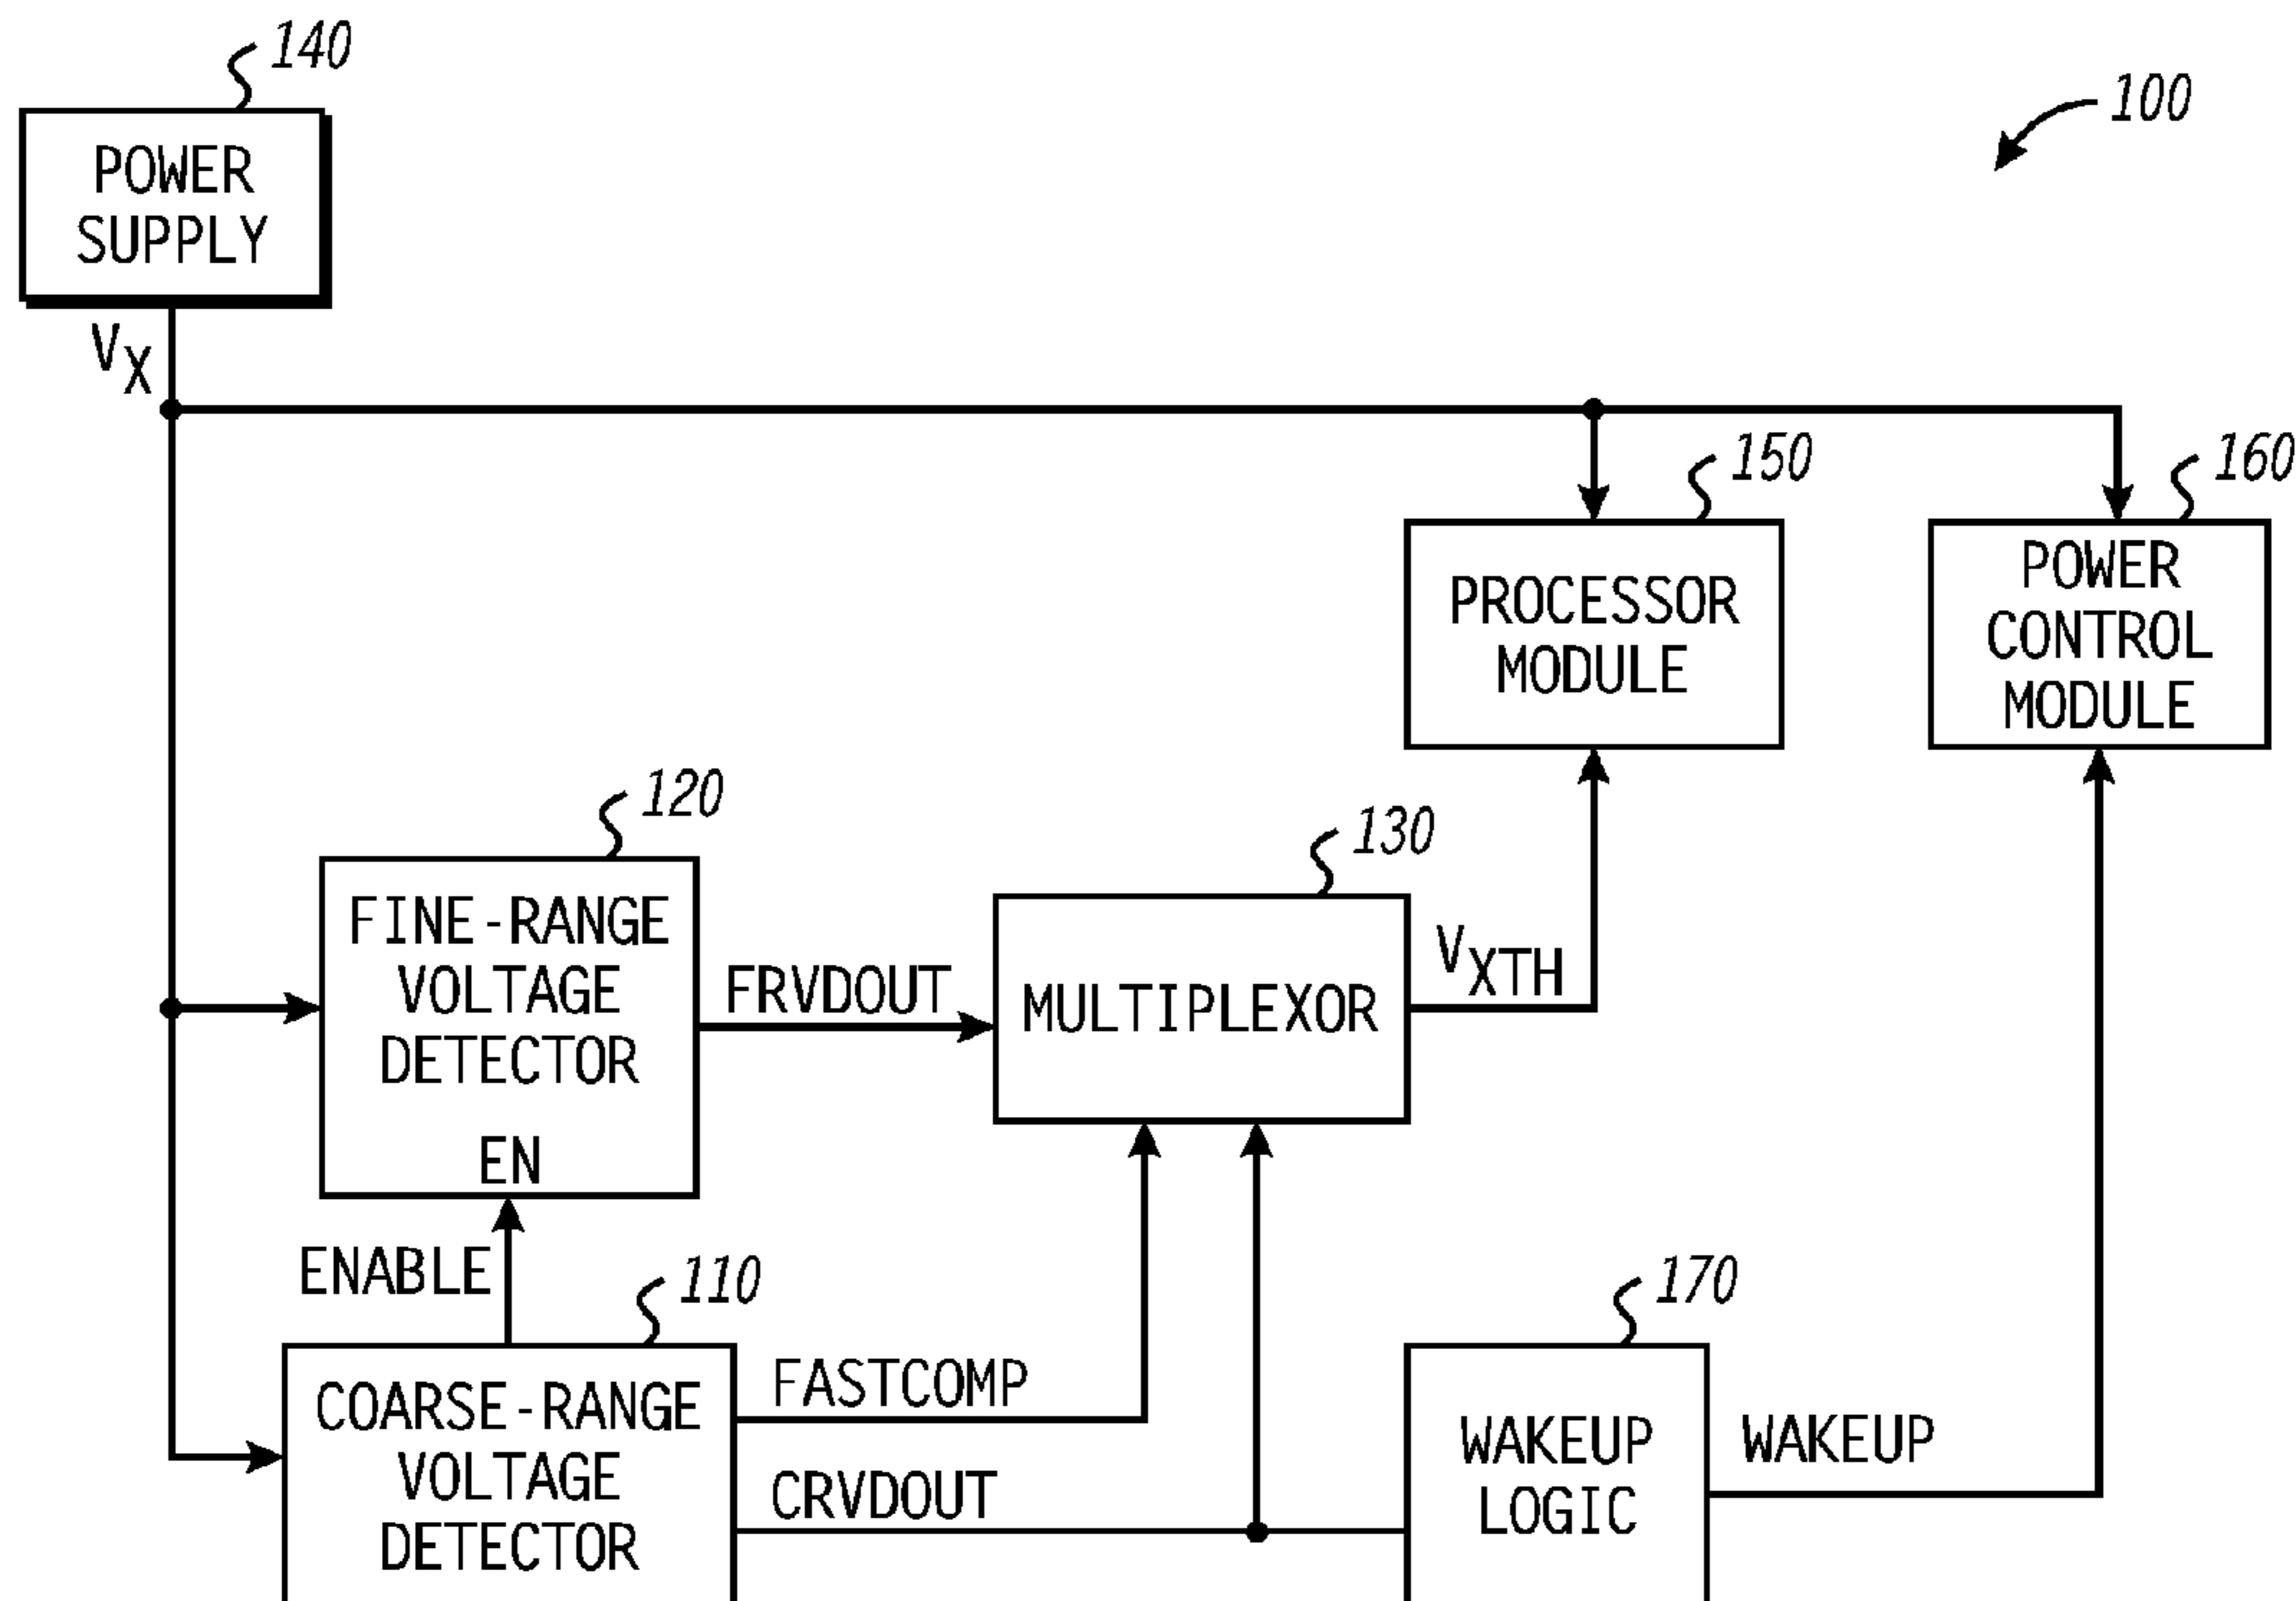 140
100
POWER
SUPPLY
VX
150
160
PROCESSOR
MODULE
POWER
CONTROL
MODULE
120
130
FINE-RANGE
VOLTAGE
DETECTOR
EN
FRVDOUT
MULTIPLEXOR
VXTH
ENABLE
110
170
COARSE-RANGE
VOLTAGE
DETECTOR
FASTCOMP
CRVDOUT
WAKEUP
LOGIC
WAKEUP